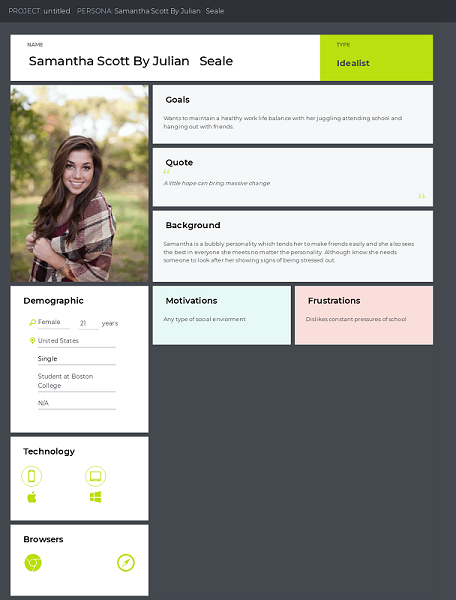 PROJECT: untitled PERSONA: Samantha Scott By Julian Seale
NAME
Samantha Scott By Julian Seale
TYPE
Idealist
Goals
Wants to maintain a healthy work life balance with her juggling attending school and
hanging out with friends.
Quote
“
A little hope can bring massive change
”
Background
Samantha is a bubbly personality which tends her to make friends easily and she also sees
the best in everyone she meets no matter the personality. Although know she needs
someone to look after her showing signs of being stressed out.
Demographic
Female 21 years
United States
Single
Student at Boston
College
N/A
Motivations
Any type of social enviorment
Frustrations
Dislikes constant pressures of school
Technology
Browsers